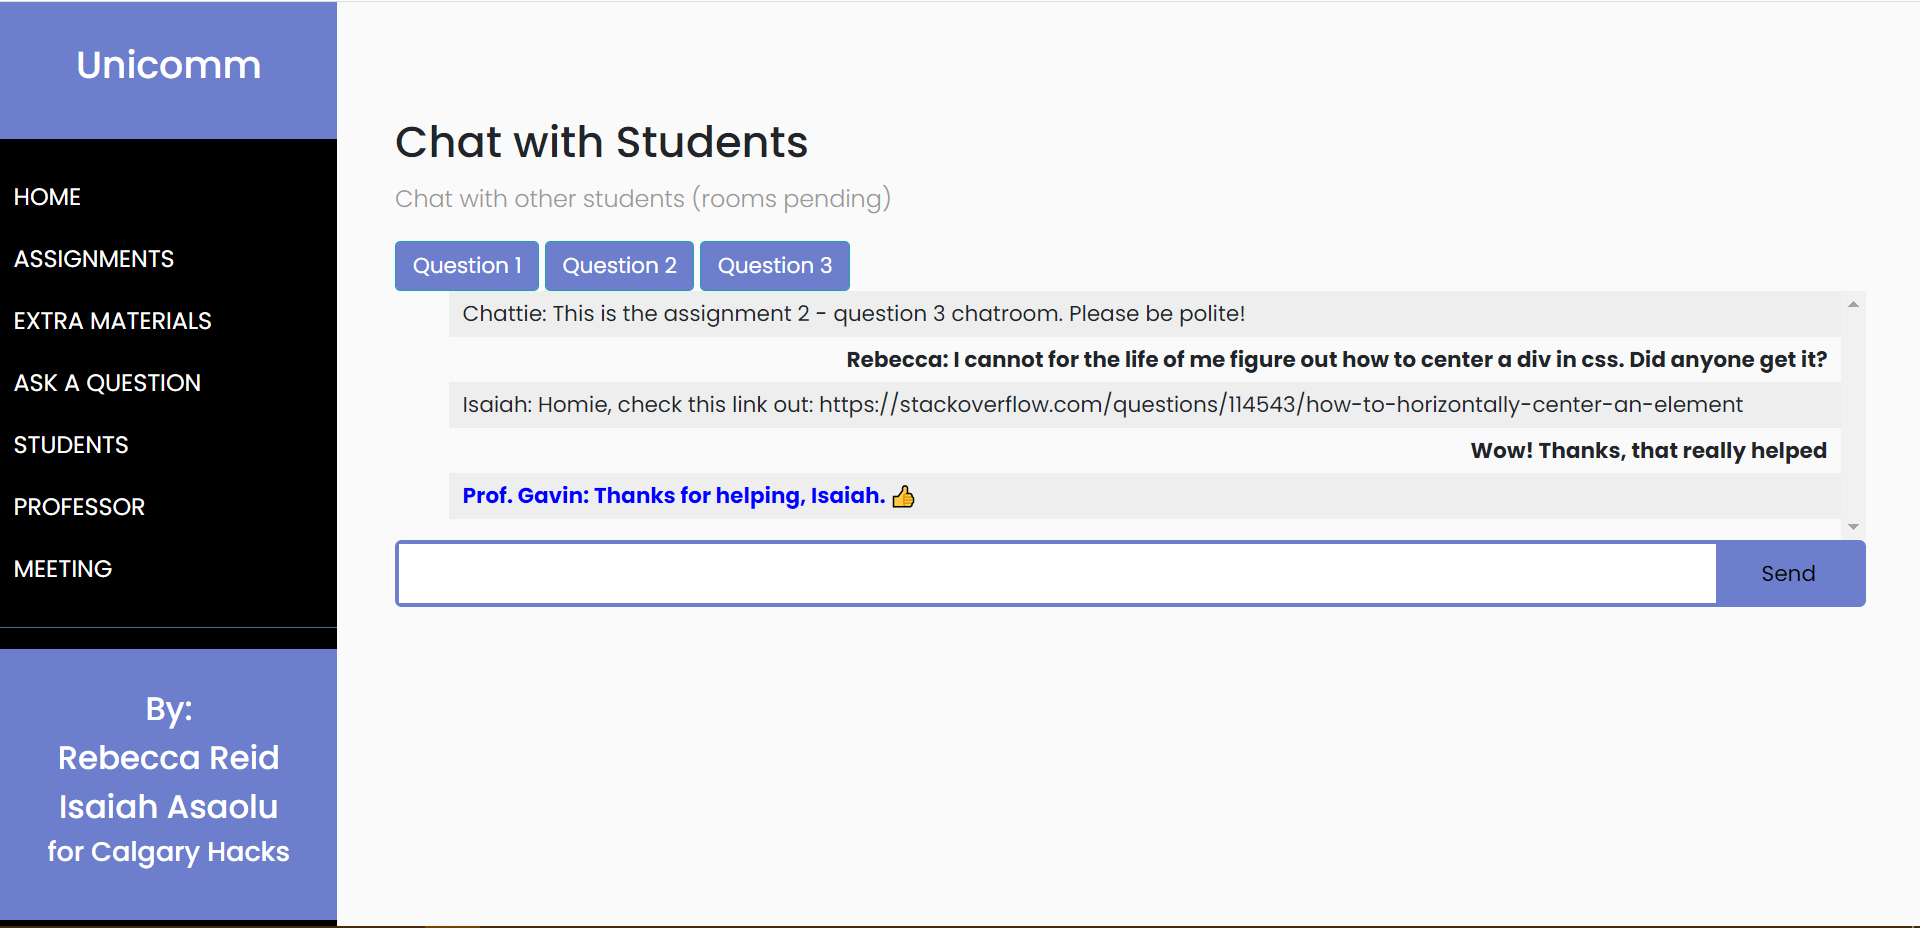 Unicomm
HOME
ASSIGNMENTS
EXTRA MATERIALS
ASK A QUESTION
STUDENTS
PROFESSOR
MEETING
By:
Rebecca Reid
Isaiah Asaolu
for Calgary Hacks
Chat with Students
Chat with other students (rooms pending)
Question 1 Question 2 Question 3
Chattie: This is the assignment 2 - question 3 chatroom. Please be polite!
Rebecca: I cannot for the life of me figure out how to center a div in css. Did anyone get it?
Isaiah: Homie, check this link out: https://stackoverflow.com/questions/114543/how-to-horizontally-center-an-element
Wow! Thanks, that really helped
Prof. Gavin: Thanks for helping, Isaiah. 👍
Send